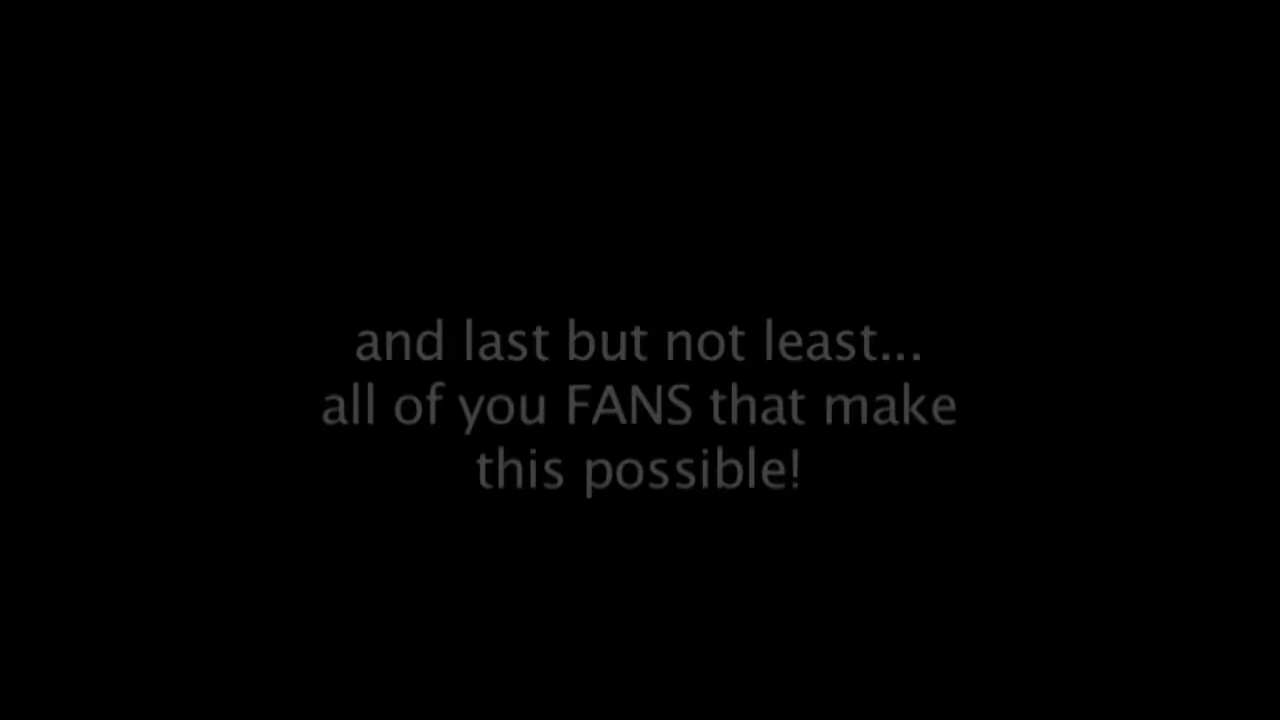 and last but not least...
all of you FANS that make
this possible!